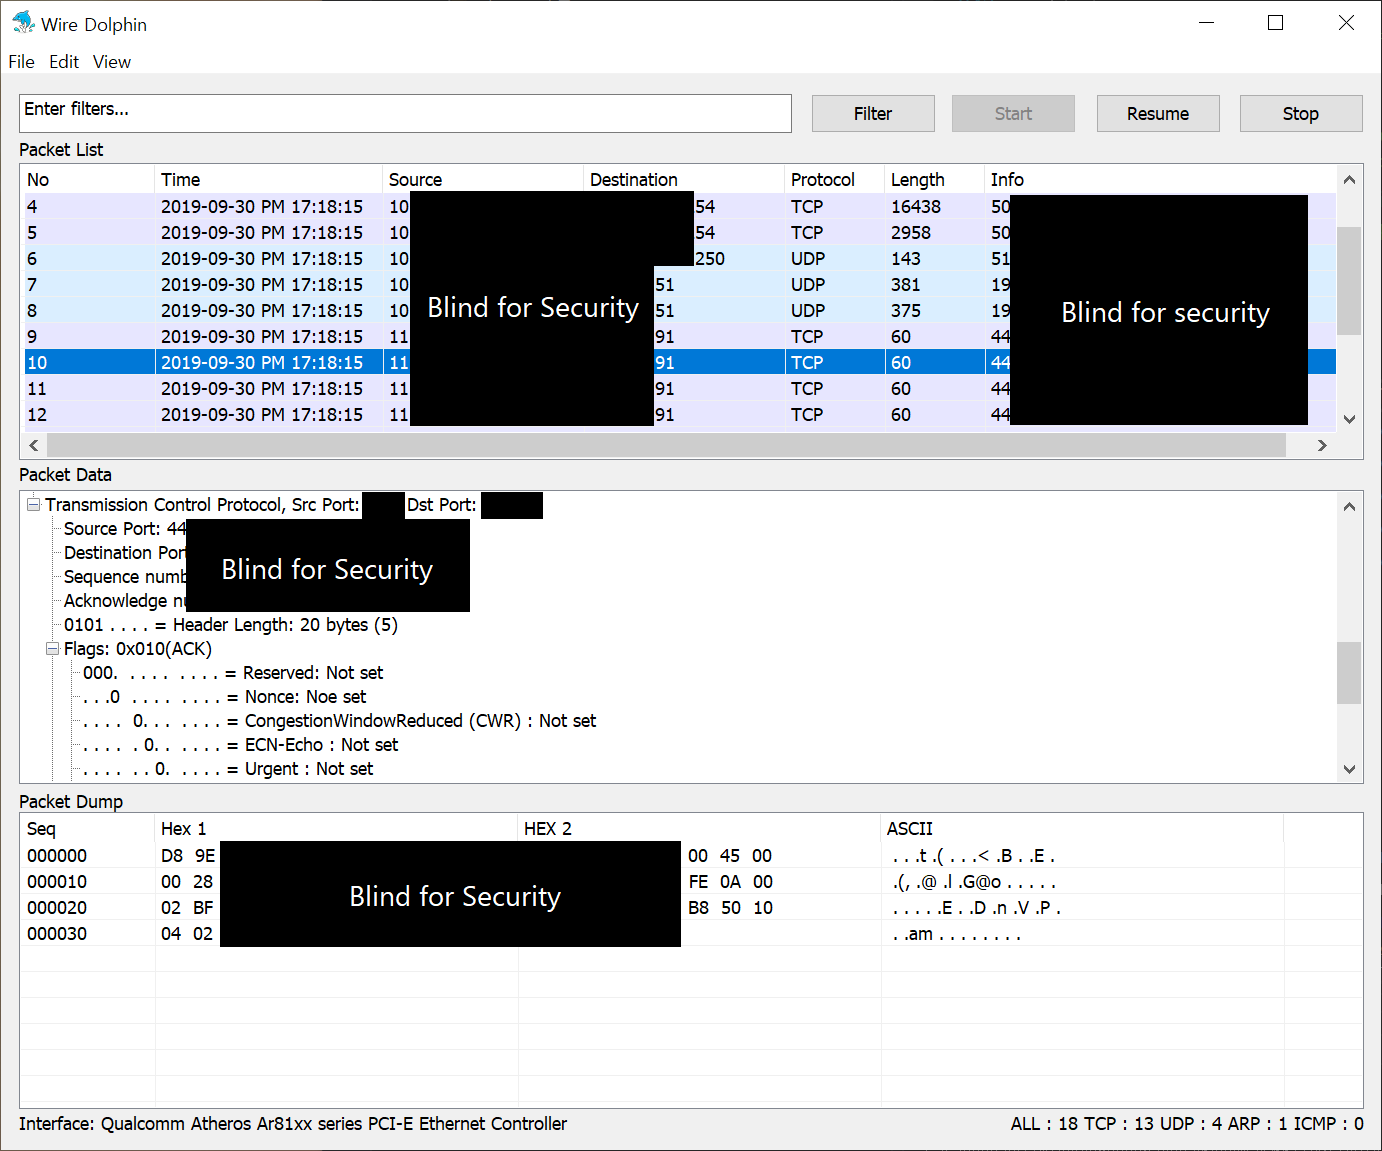 Wire Dolphin
File Edit View
Enter filters...
Filter Start Resume Stop
Packet List
No Time Source Destination Protocol Length Info
4 2019-09-30 PM 17:18:15 10 54 TCP 16438 50
5 2019-09-30 PM 17:18:15 10 54 TCP 2958 50
6 2019-09-30 PM 17:18:15 10 250 UDP 143 51
7 2019-09-30 PM 17:18:15 10 51 UDP 381 19
8 2019-09-30 PM 17:18:15 10 51 UDP 375 19
9 2019-09-30 PM 17:18:15 11 91 TCP 60 44
10 2019-09-30 PM 17:18:15 11 91 TCP 60 44
11 2019-09-30 PM 17:18:15 11 91 TCP 60 44
12 2019-09-30 PM 17:18:15 11 91 TCP 60 44
Blind for Security
Blind for security
Packet Data
Transmission Control Protocol, Src Port: Dst Port:
Source Port: 44
Destination Port
Sequence numb
Acknowledge nu
Blind for Security
0101 . . . . = Header Length: 20 bytes (5)
Flags: 0x010(ACK)
000. . . . . . . . . = Reserved: Not set
. . .0 . . . . . . . . = Nonce: Noe set
. . . . 0. . . . . . . = CongestionWindowReduced (CWR) : Not set
. . . . . 0. . . . . . = ECN-Echo : Not set
. . . . . . 0. . . . . = Urgent : Not set
Packet Dump
Seq Hex 1 HEX 2 ASCII
000000 D8 9E 00 45 00 . . .t .( . . .< .B . .E .
000010 00 28 FE 0A 00 .(, .@ .l .G@o . . . . .
000020 02 BF B8 50 10 . . . . .E . .D .n .V .P .
000030 04 02 . .am . . . . . . . .
Blind for Security
Interface: Qualcomm Atheros Ar81xx series PCI-E Ethernet Controller
ALL : 18 TCP : 13 UDP : 4 ARP : 1 ICMP : 0